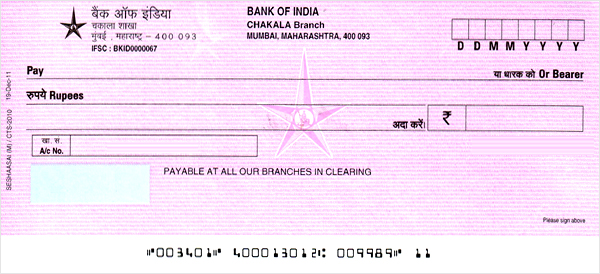 बैंक ऑफ इंडिया
चकाला शाखा
मुंबई, महाराष्ट्र - 400 093
IFSC : BKID0000067
BANK OF INDIA
CHAKALA Branch
MUMBAI, MAHARASHTRA, 400 093
D D M M Y Y Y Y
Pay या धारक को Or Bearer
रुपये Rupees
अदा करें। ₹
खा. स.
A/c No.
PAYABLE AT ALL OUR BRANCHES IN CLEARING
SESHAASAI (M) / CTS-2010 19-Dec-11
Please sign above
⑈003401⑈ 400013012⑆ 009989⑈ 11